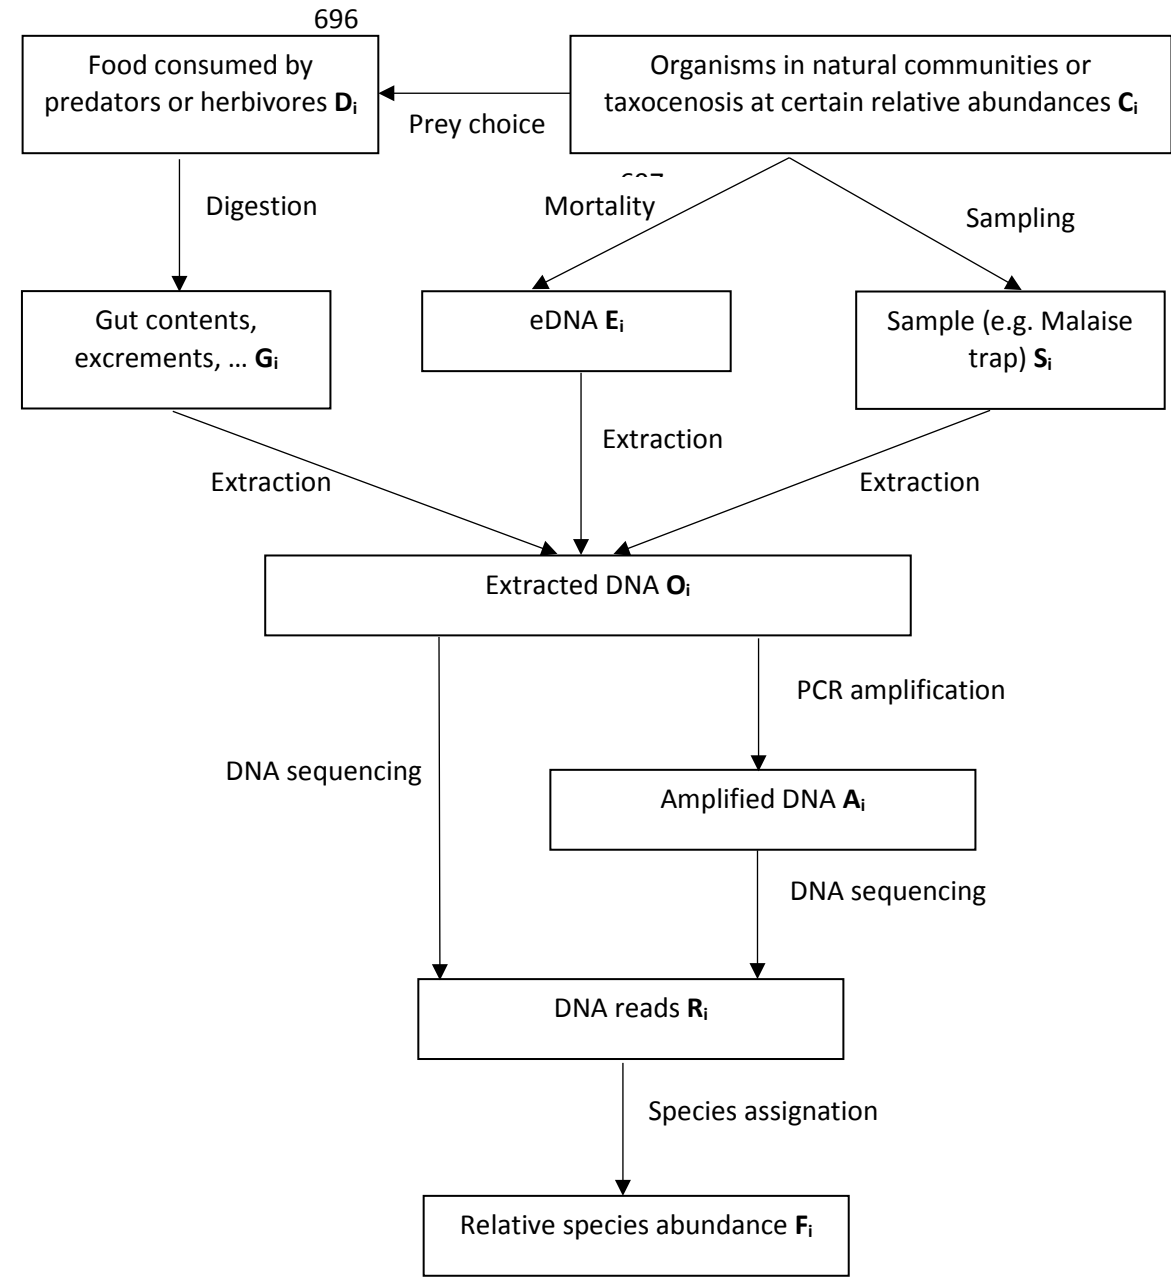 696
Food consumed by
predators or herbivores Di
Organisms in natural communities or
taxocenosis at certain relative abundances Ci
Prey choice
Digestion
Mortality
Sampling
Gut contents,
excrements, ... Gi
eDNA Ei
Sample (e.g. Malaise
trap) Si
Extraction
Extraction
Extraction
Extracted DNA Oi
PCR amplification
DNA sequencing
Amplified DNA Ai
DNA sequencing
DNA reads Ri
Species assignation
Relative species abundance Fi